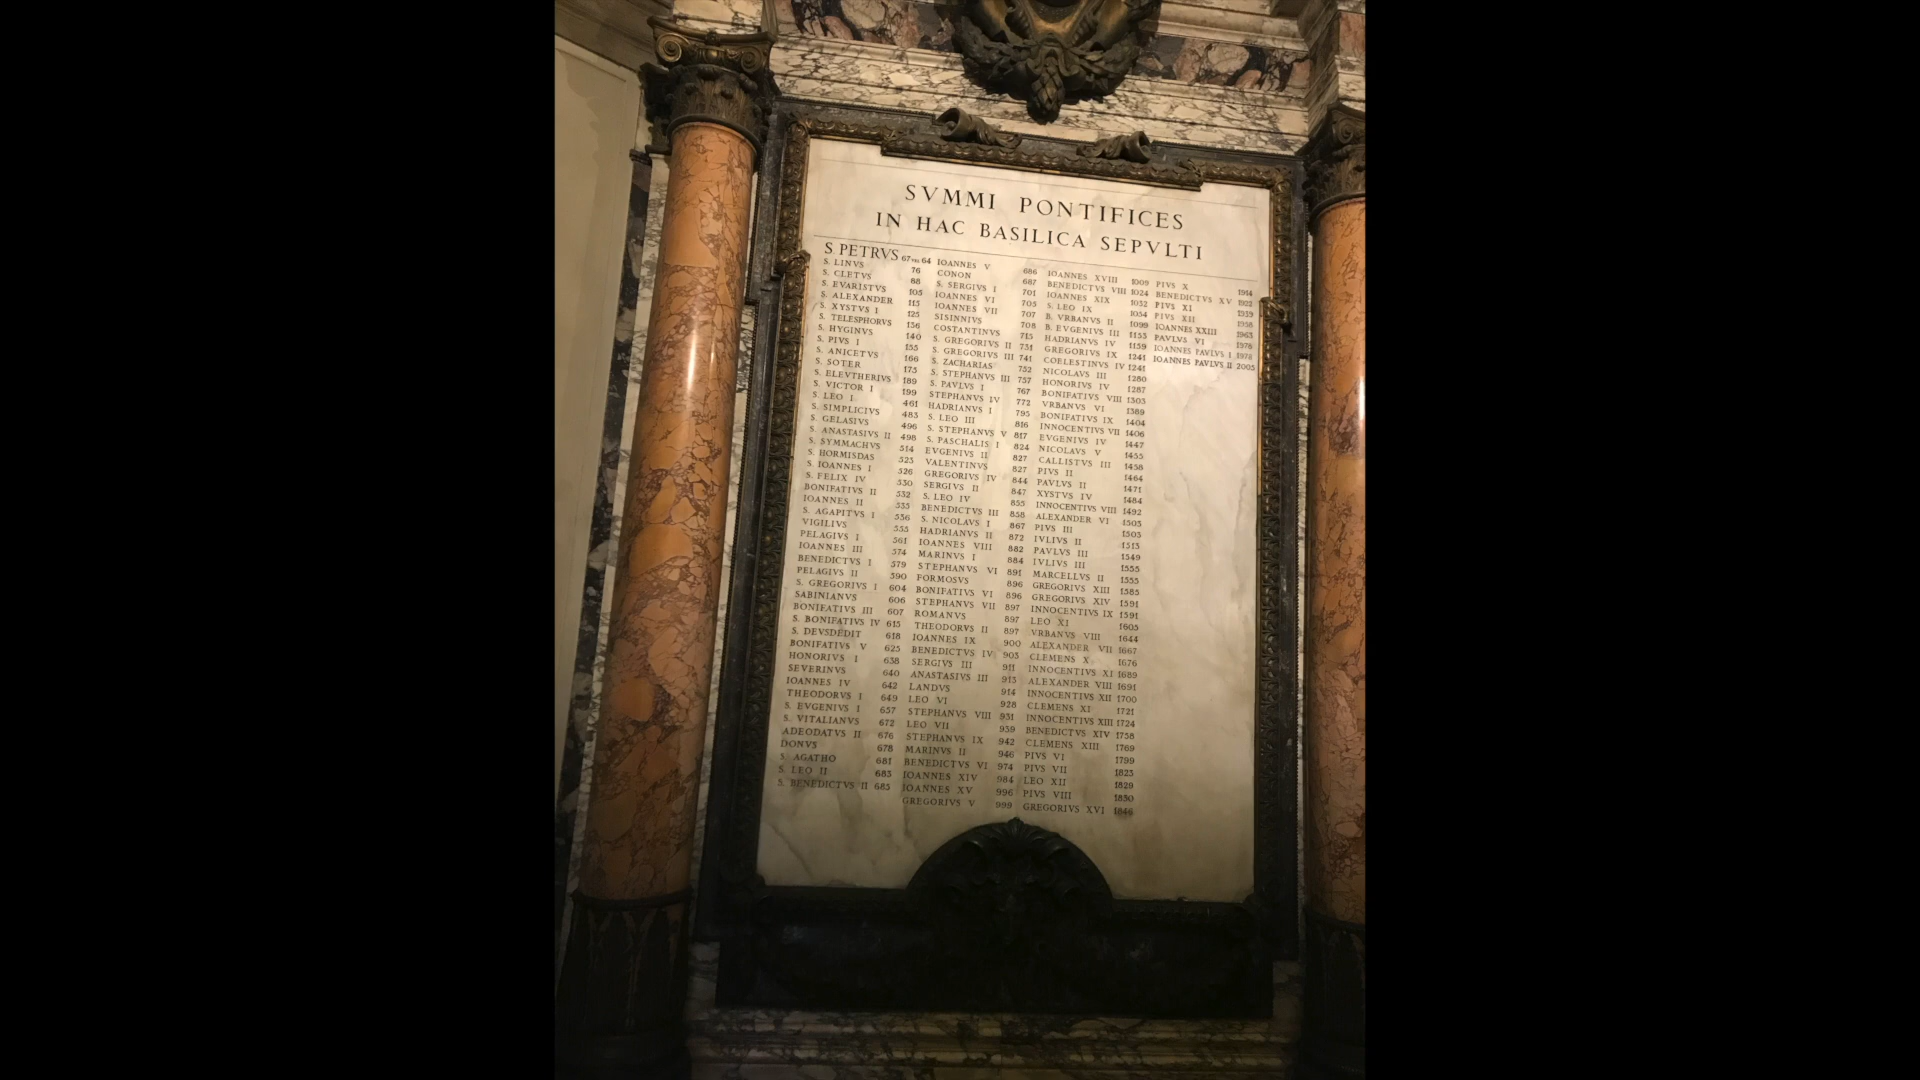 SVMMI PONTIFICES
IN HAC BASILICA SEPVLTI
S PETRVS 67 VEL 64
S. LINVS 76
S. CLETVS 88
S. EVARISTVS 105
S. ALEXANDER 115
S. XYSTVS I 125
S. TELESPHORVS 136
S. HYGINVS 140
S. PIVS I 155
S. ANICETVS 166
S. SOTER 175
S. ELEVTHERIVS 189
S. VICTOR I 199
S. LEO I 461
S. SIMPLICIVS 483
S. GELASIVS 496
S. ANASTASIVS II 498
S. SYMMACHVS 514
S. HORMISDAS 523
S. IOANNES I 526
S. FELIX IV 530
BONIFATIVS II 532
IOANNES II 535
S. AGAPITVS I 536
VIGILIVS 555
PELAGIVS I 561
IOANNES III 574
BENEDICTVS I 579
PELAGIVS II 590
S. GREGORIVS I 604
SABINIANVS 606
BONIFATIVS III 607
S. BONIFATIVS IV 615
S. DEVSDEDIT 618
BONIFATIVS V 625
HONORIVS I 638
SEVERINVS 640
IOANNES IV 642
THEODORVS I 649
S. EVGENIVS I 657
S. VITALIANVS 672
ADEODATVS II 676
DONVS 678
S AGATHO 681
S. LEO II 683
S. BENEDICTVS II 685
IOANNES V 686
CONON 687
S. SERGIVS I 701
IOANNES VI 705
IOANNES VII 707
SISINNIVS 708
COSTANTINVS 715
S. GREGORIVS II 731
S. GREGORIVS III 741
S. ZACHARIAS 752
S. STEPHANVS III 757
S. PAVLVS I 767
STEPHANVS IV 772
HADRIANVS I 795
S. LEO III 816
S. STEPHANVS V 817
S. PASCHALIS I 824
EVGENIVS II 827
VALENTINVS 827
GREGORIVS IV 844
SERGIVS II 847
S. LEO IV 855
BENEDICTVS III 858
S. NICOLAVS I 867
HADRIANVS II 872
IOANNES VIII 882
MARINVS I 884
STEPHANVS VI 891
FORMOSVS 896
BONIFATIVS VI 896
STEPHANVS VII 897
ROMANVS 897
THEODORVS II 897
IOANNES IX 900
BENEDICTVS IV 903
SERGIVS III 911
ANASTASIVS III 913
LANDVS 914
LEO VI 928
STEPHANVS VIII 931
LEO VII 939
STEPHANVS IX 942
MARINVS II 946
BENEDICTVS VI 974
IOANNES XIV 984
IOANNES XV 996
GREGORIVS V 999
IOANNES XVIII 1009
BENEDICTVS VIII 1024
IOANNES XIX 1032
S. LEO IX 1054
B. VRBANVS II 1099
B. EVGENIVS III 1153
HADRIANVS IV 1159
GREGORIVS IX 1241
COELESTINVS IV 1241
NICOLAVS III 1280
HONORIVS IV 1287
BONIFATIVS VIII 1303
VRBANVS VI 1389
BONIFATIVS IX 1404
INNOCENTIVS VII 1406
EVGENIVS IV 1447
NICOLAVS V 1455
CALLISTVS III 1458
PIVS II 1464
PAVLVS II 1471
XYSTVS IV 1484
INNOCENTIVS VIII 1492
ALEXANDER VI 1503
PIVS III 1503
IVLIVS II 1513
PAVLVS III 1549
IVLIVS III 1555
MARCELLVS II 1555
GREGORIVS XIII 1585
GREGORIVS XIV 1591
INNOCENTIVS IX 1591
LEO XI 1605
VRBANVS VIII 1644
ALEXANDER VII 1667
CLEMENS X 1676
INNOCENTIVS XI 1689
ALEXANDER VIII 1691
INNOCENTIVS XII 1700
CLEMENS XI 1721
INNOCENTIVS XIII 1724
BENEDICTVS XIV 1758
CLEMENS XIII 1769
PIVS VI 1799
PIVS VII 1823
LEO XII 1829
PIVS VIII 1830
GREGORIVS XVI 1846
PIVS X 1914
BENEDICTVS XV 1922
PIVS XI 1939
PIVS XII 1958
IOANNES XXIII 1963
PAVLVS VI 1978
IOANNES PAVLVS I 1978
IOANNES PAVLVS II 2005